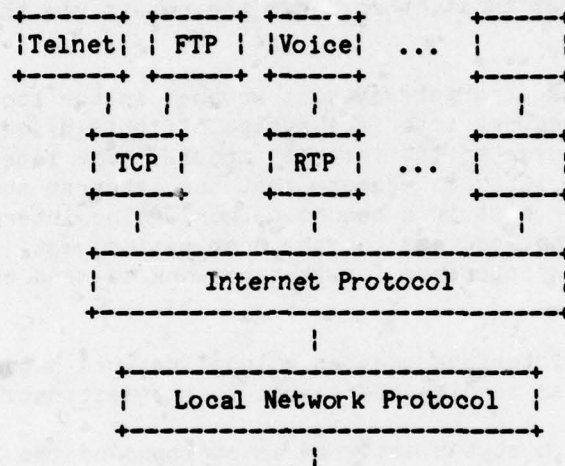 +------+ +-----+ +-----+       +-----+
|Telnet| | FTP | |Voice|  ...  |     |
+------+ +-----+ +-----+       +-----+
      |             |             |
     +-----+     +-----+       +-----+
     | TCP |     | RTP |  ...  |     |
     +-----+     +-----+       +-----+
        |           |             |
     +-------------------------------+
     |       Internet Protocol       |
     +-------------------------------+
                    |
       +---------------------------+
       |   Local Network Protocol  |
       +---------------------------+
                    |